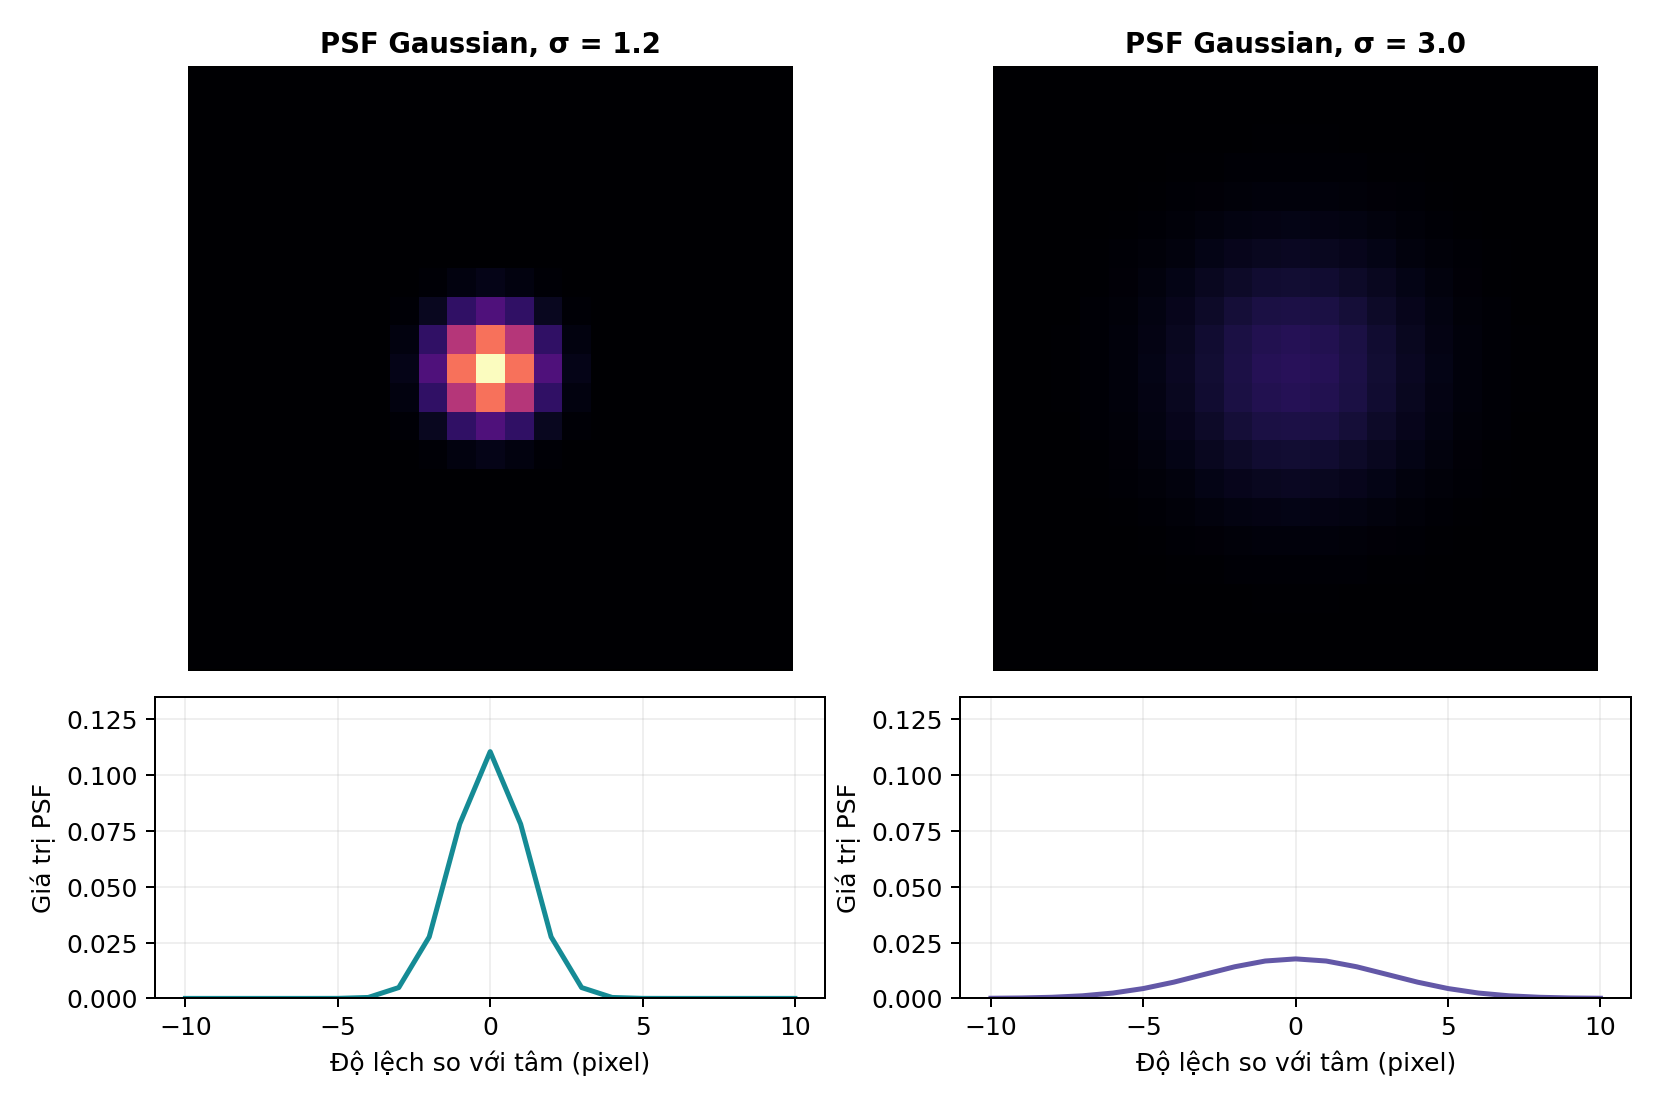 PSF Gaussian, σ = 1.2
PSF Gaussian, σ = 3.0
0.125
0.100
0.075
0.050
0.025
0.000
Giá trị PSF
−10 −5 0 5 10
Độ lệch so với tâm (pixel)
0.125
0.100
0.075
0.050
0.025
0.000
Giá trị PSF
−10 −5 0 5 10
Độ lệch so với tâm (pixel)